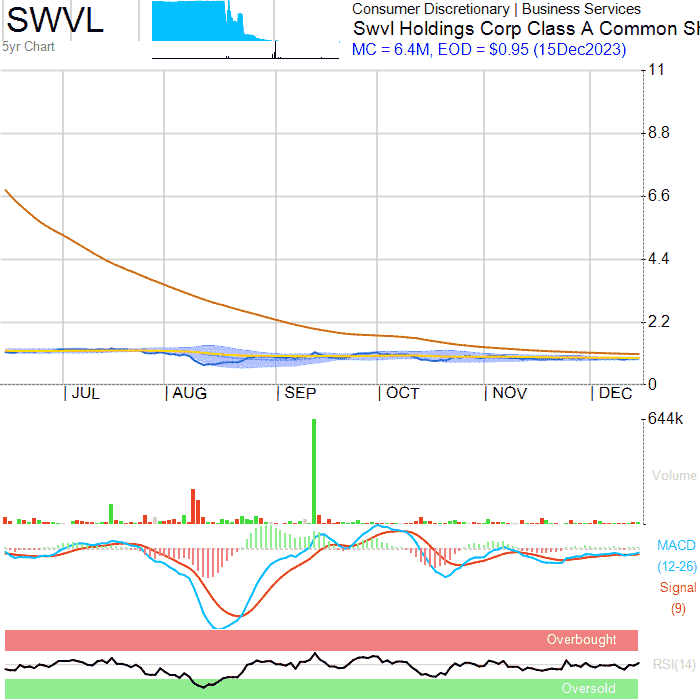 SWVL
5yr Chart
Consumer Discretionary | Business Services
Swvl Holdings Corp Class A Common Sh
MC = 6.4M, EOD = $0.95 (15Dec2023)
11
8.8
6.6
4.4
2.2
0
JUL AUG SEP OCT NOV DEC
644k
Volume
MACD
(12-26)
Signal
(9)
Overbought
RSI(14)
Oversold